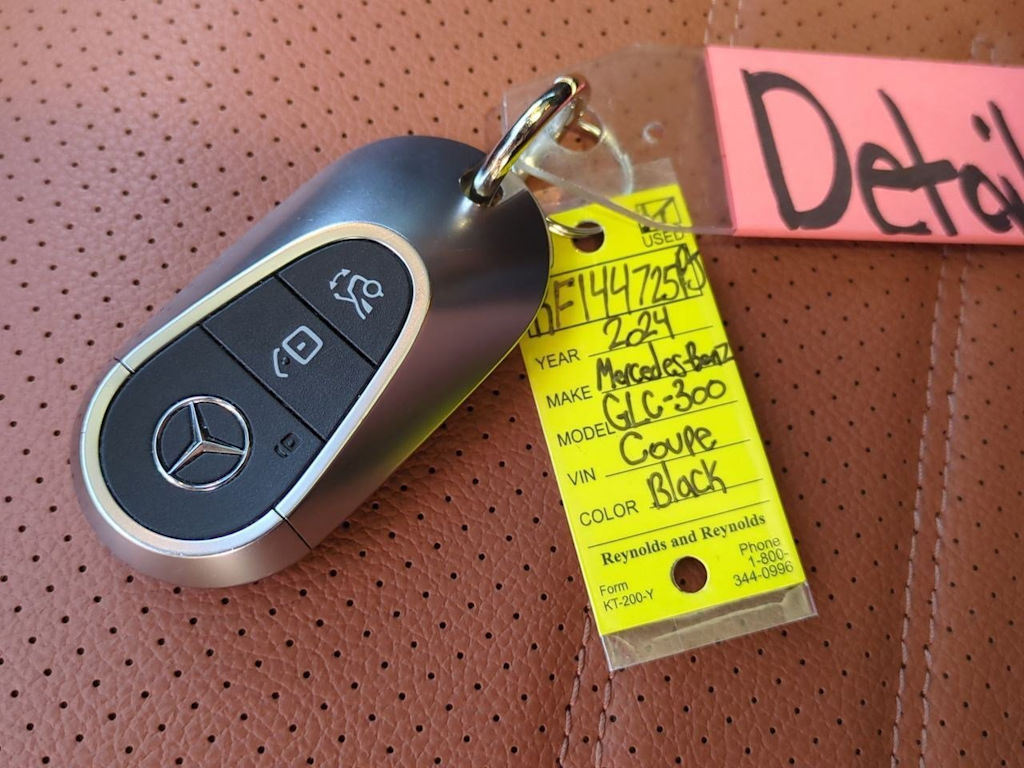 Detail
USED
YEAR 2024
MAKE Mercedes-Benz
MODEL GLC-300
VIN Coupe
COLOR Black
Reynolds and Reynolds
Form
KT-200-Y
Phone
1-800-
344-0996